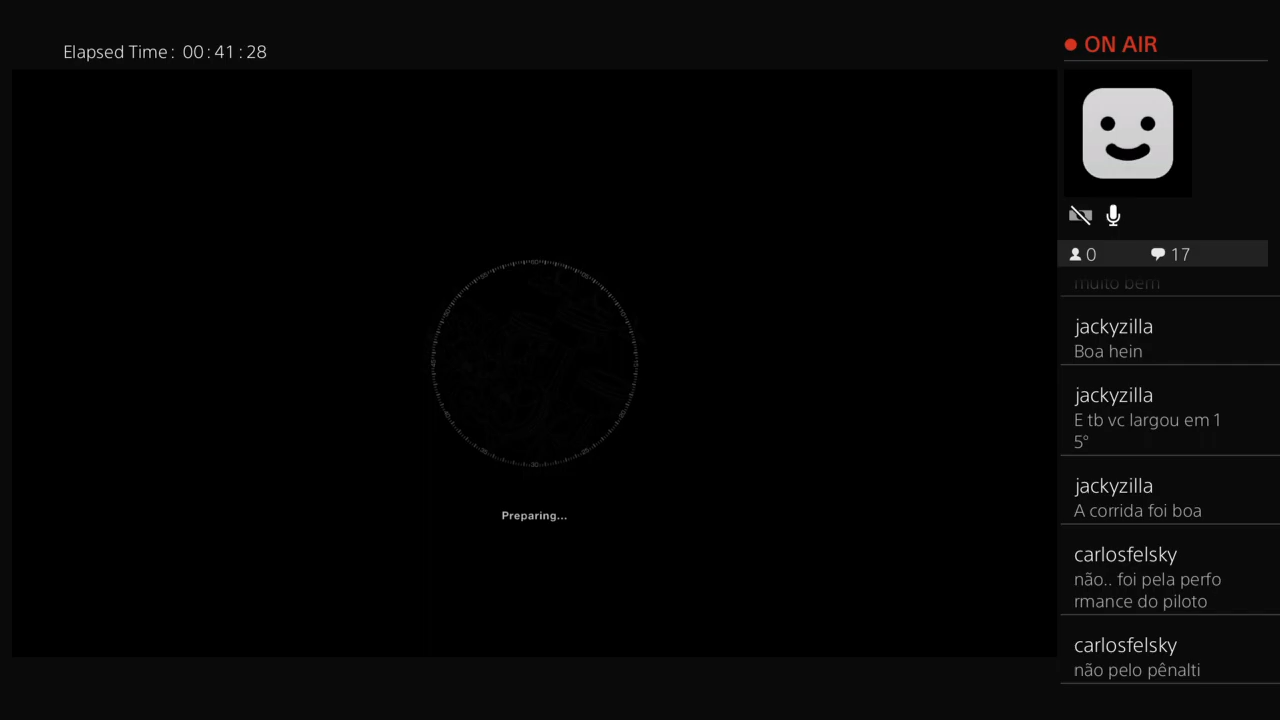 Elapsed Time: 00:41:28
ON AIR
0 17
muito bem
jackyzilla
Boa hein
jackyzilla
E tb vc largou em 1
5°
jackyzilla
A corrida foi boa
carlosfelsky
não.. foi pela perfo
rmance do piloto
carlosfelsky
não pelo pênalti
Preparing...